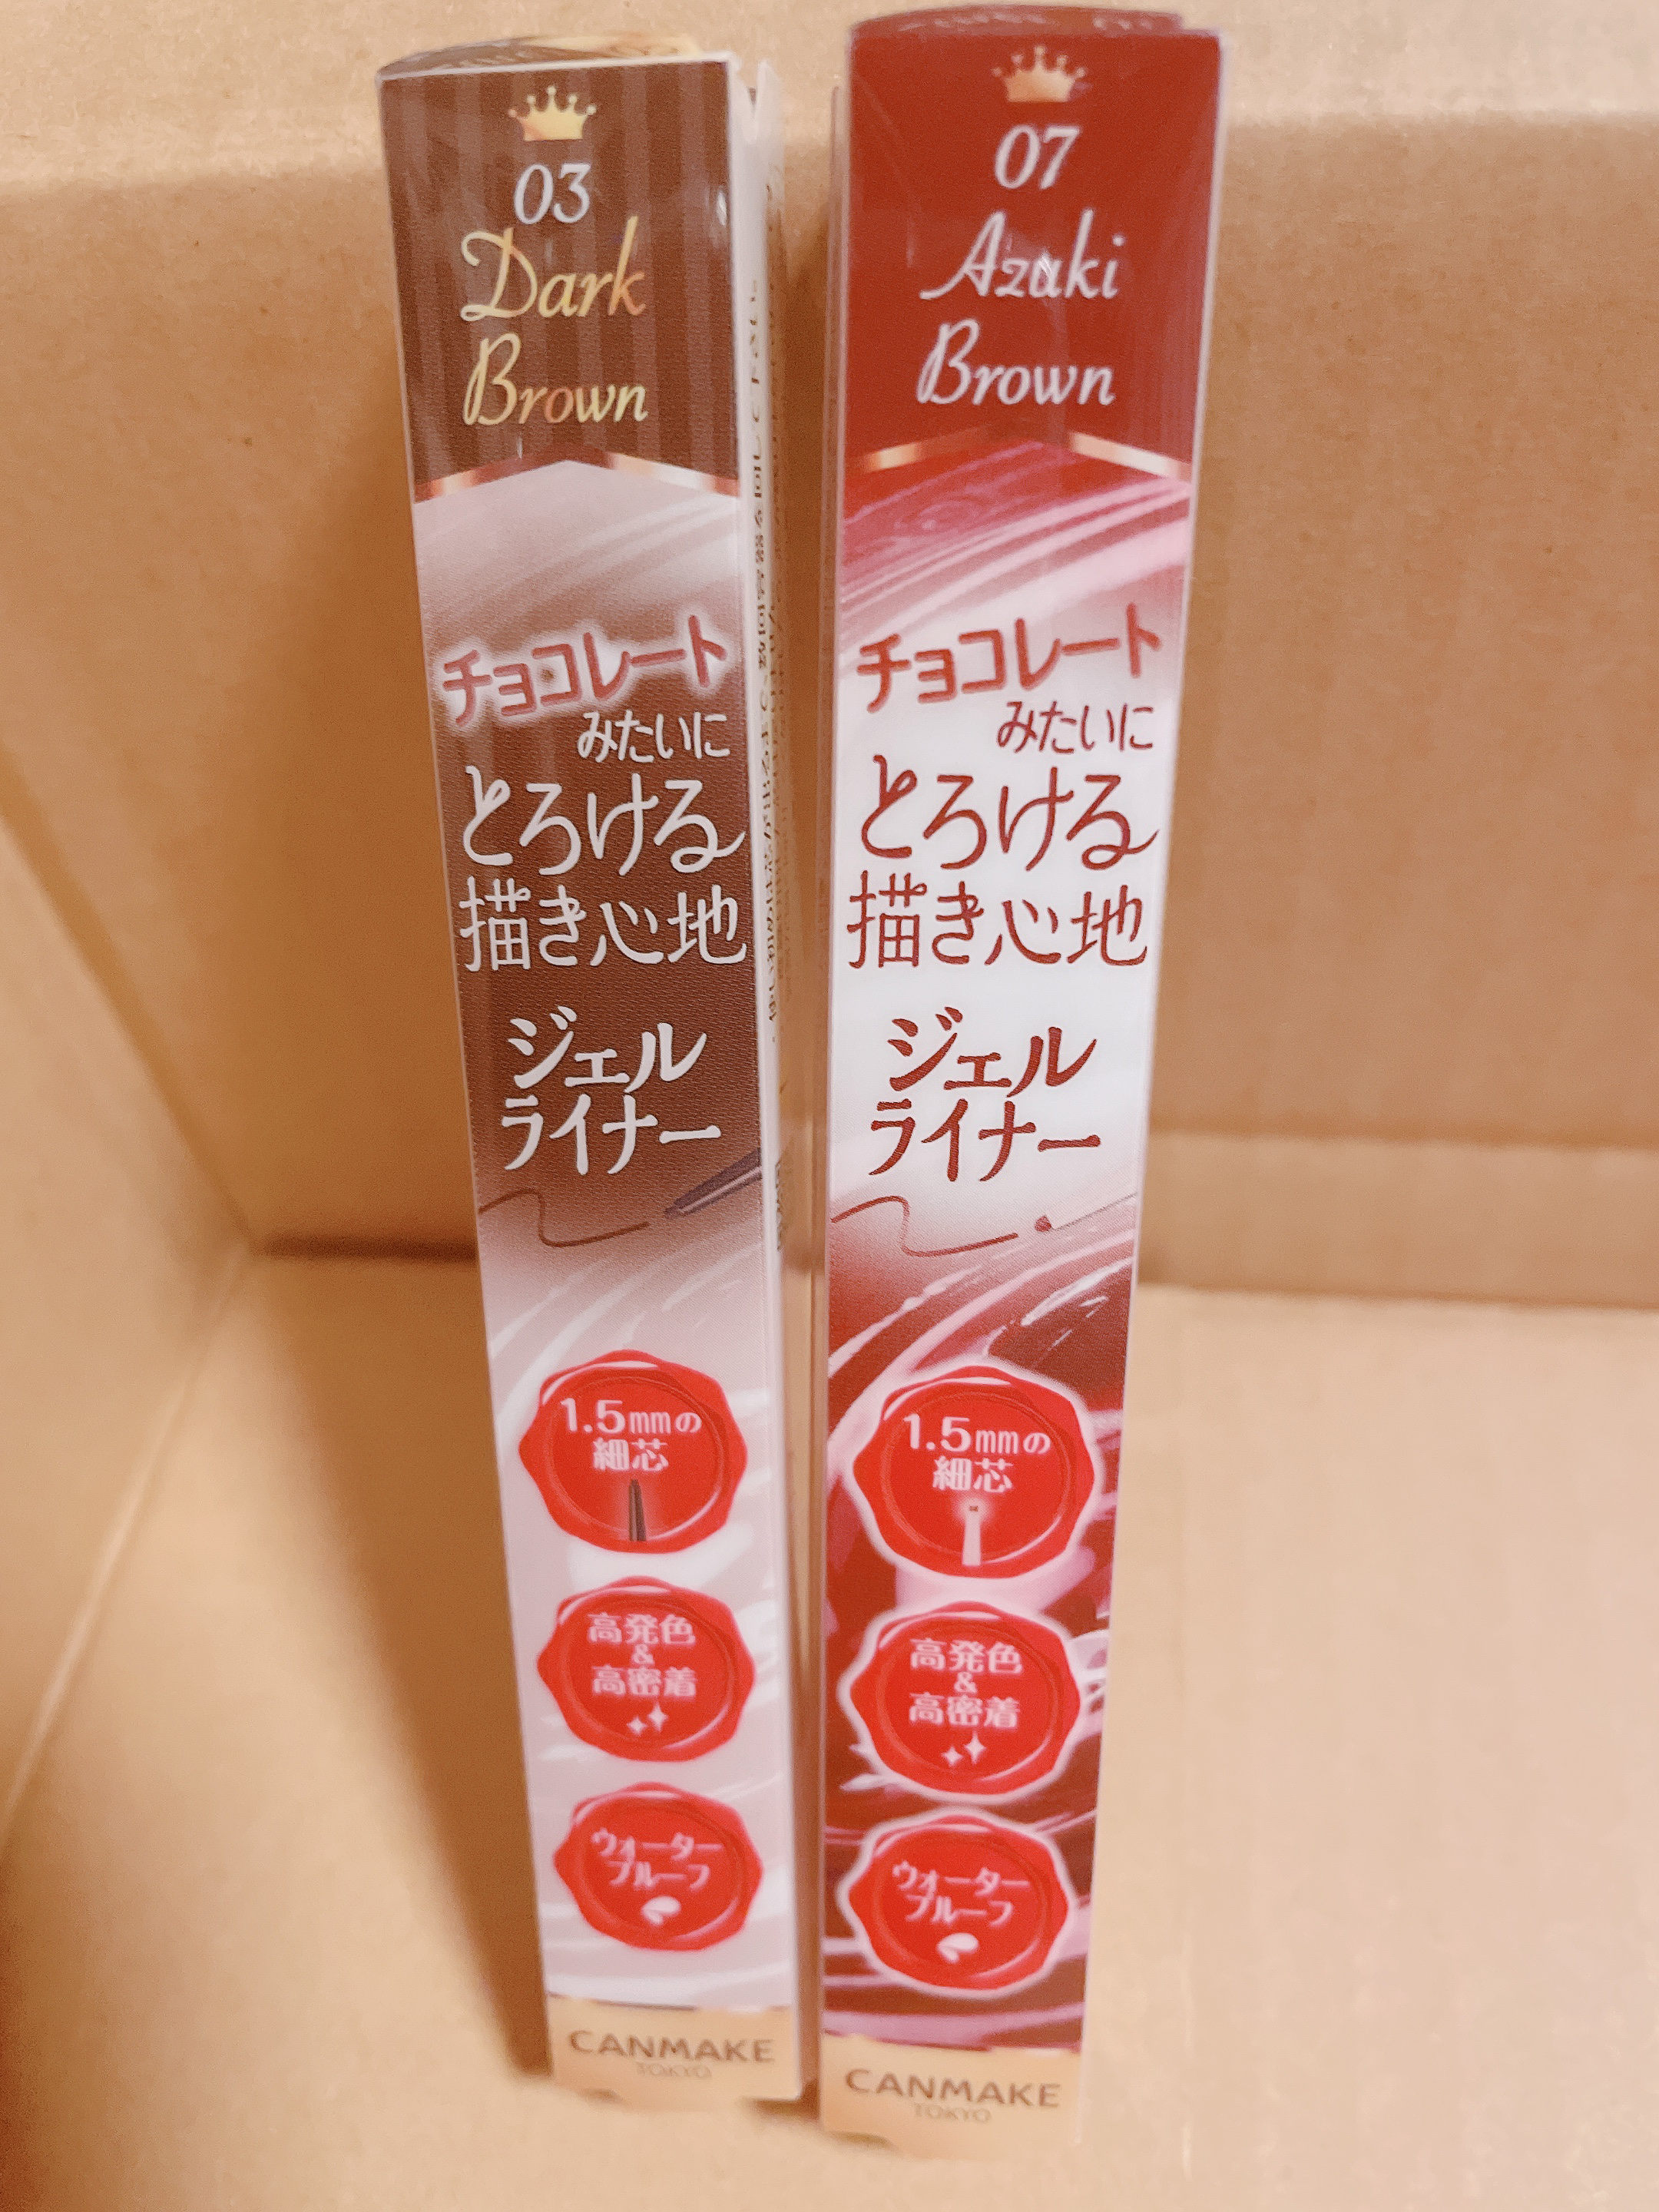 03
Dark
Brown
チョコレート
みたいに
とろける
描き心地
ジェル
ライナー
1.5mmの
細芯
高発色
&
高密着
ウォーター
プルーフ
CANMAKE
TOKYO
07
Azuki
Brown
チョコレート
みたいに
とろける
描き心地
ジェル
ライナー
1.5mmの
細芯
高発色
&
高密着
ウォーター
プルーフ
CANMAKE
TOKYO